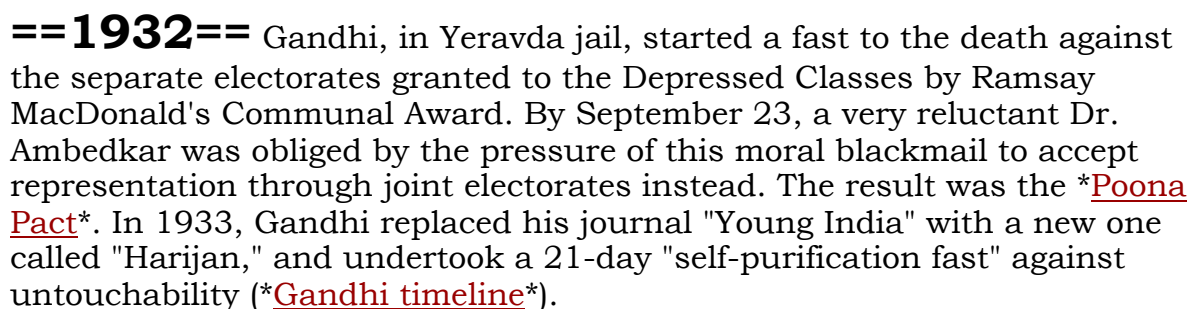 ==1932== Gandhi, in Yeravda jail, started a fast to the death against
the separate electorates granted to the Depressed Classes by Ramsay
MacDonald's Communal Award. By September 23, a very reluctant Dr.
Ambedkar was obliged by the pressure of this moral blackmail to accept
representation through joint electorates instead. The result was the *Poona
Pact*. In 1933, Gandhi replaced his journal "Young India" with a new one
called "Harijan," and undertook a 21-day "self-purification fast" against
untouchability (*Gandhi timeline*).